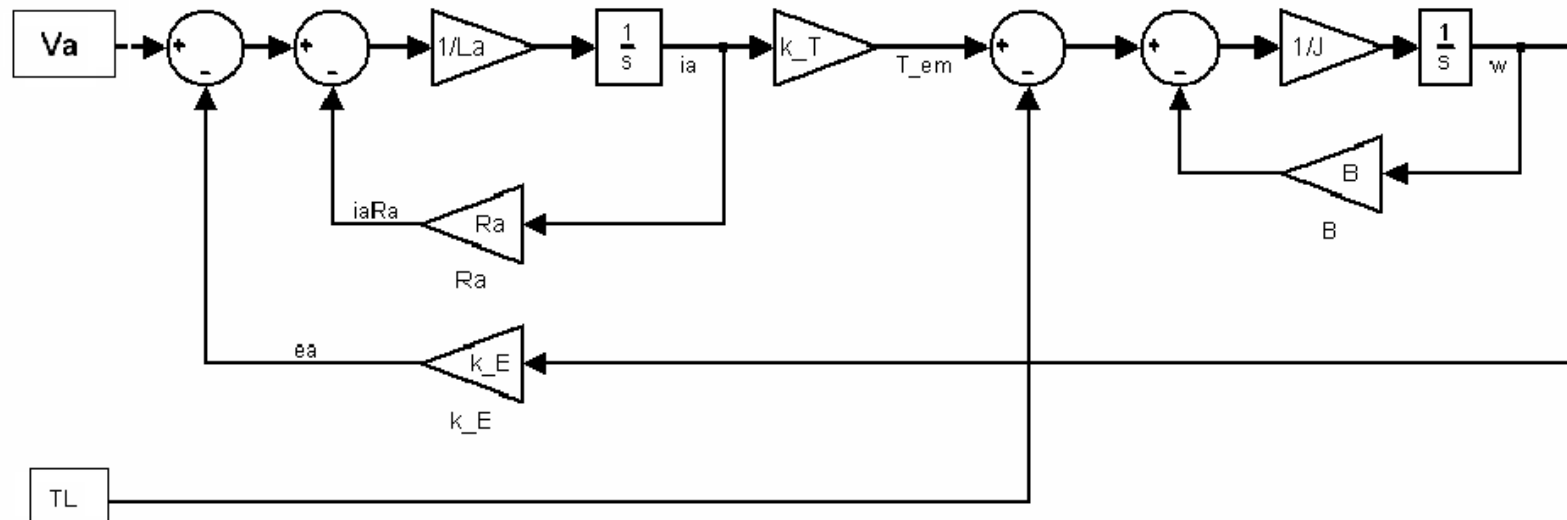 Va
+
-
+
-
1/La
1
s
ia
k_T
T_em
+
-
+
-
1/J
1
s
w
B
B
iaRa
Ra
Ra
ea
k_E
k_E
TL